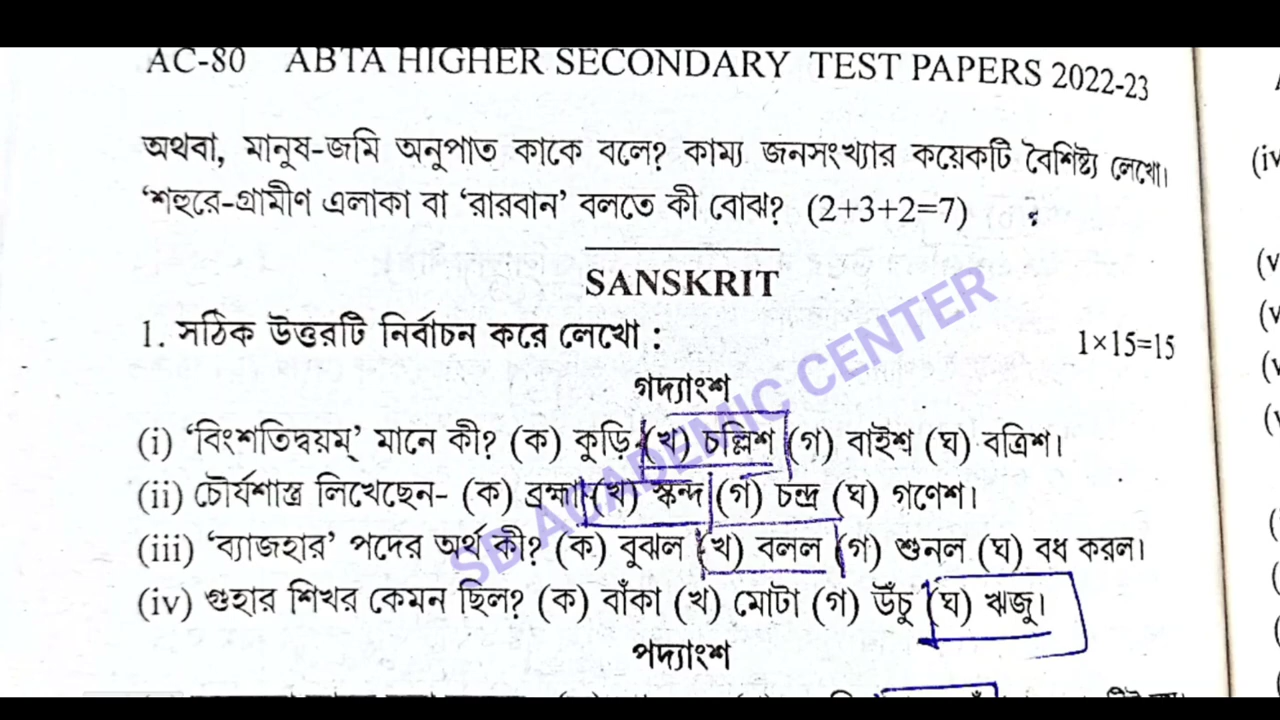 AC-80 ABTA HIGHER SECONDARY TEST PAPERS 2022-23
অথবা, মানুষ-জমি অনুপাত কাকে বলে? কাম্য জনসংখ্যার কয়েকটি বৈশিষ্ট্য লেখো।
‘শহুরে-গ্রামীণ এলাকা বা ‘রারবান’ বলতে কী বোঝ? (2+3+2=7)
SANSKRIT
1. সঠিক উত্তরটি নির্বাচন করে লেখো : 1×15=15
গদ্যাংশ
(i) ‘বিংশতিদ্বয়ম্’ মানে কী? (ক) কুড়ি (খ) চল্লিশ (গ) বাইশ (ঘ) বত্রিশ।
(ii) চৌর্যশাস্ত্র লিখেছেন- (ক) ব্রহ্মা (খ) স্কন্দ (গ) চন্দ্র (ঘ) গণেশ।
(iii) ‘ব্যাজহার’ পদের অর্থ কী? (ক) বুঝল (খ) বলল (গ) শুনল (ঘ) বধ করল।
(iv) গুহার শিখর কেমন ছিল? (ক) বাঁকা (খ) মোটা (গ) উঁচু (ঘ) ঋজু।
পদ্যাংশ
SB ACADEMIC CENTER